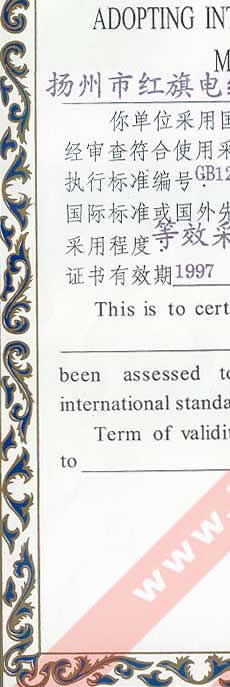 ADOPTING INT
M
扬州市红旗电
你单位采用国
经审查符合使用采
执行标准编号：GB12
国际标准或国外先
采用程度：等效采
证书有效期1997
This is to cert
been assessed to
international standa
Term of validit
to
www.